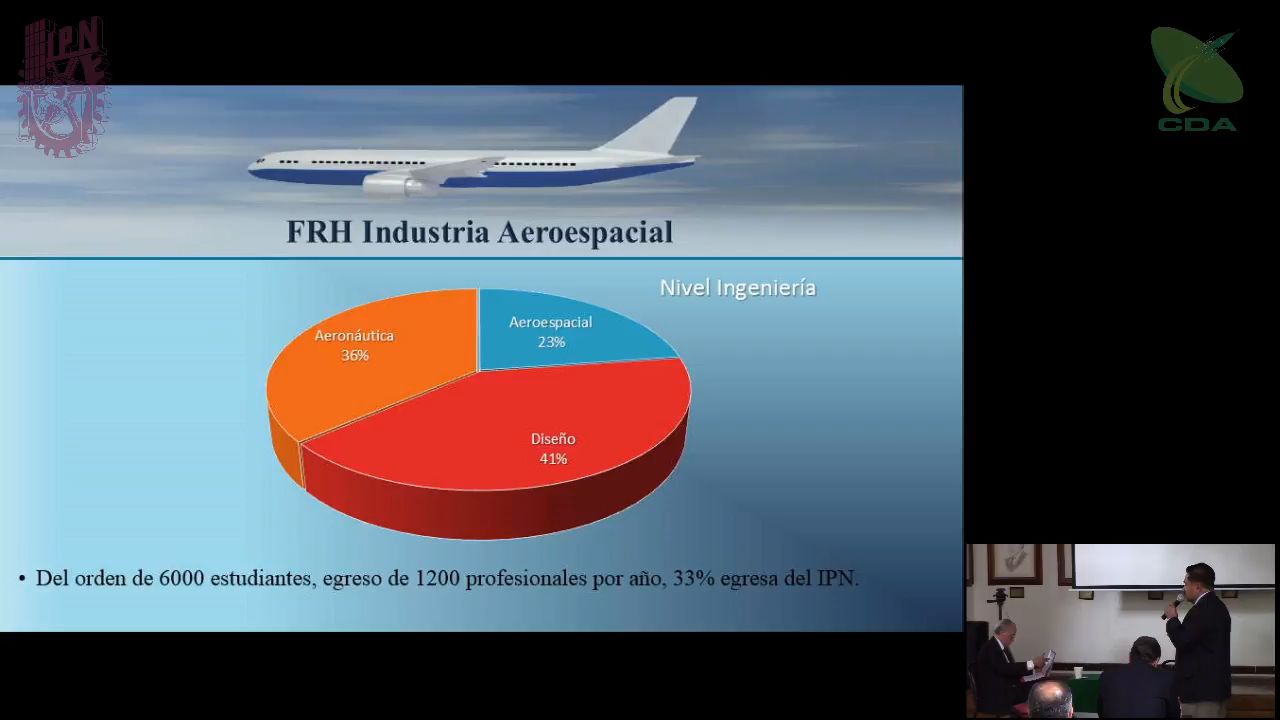 IPN
CDA
FRH Industria Aeroespacial
Nivel Ingeniería
Aeroespacial
23%
Aeronáutica
36%
Diseño
41%
• Del orden de 6000 estudiantes, egreso de 1200 profesionales por año, 33% egresa del IPN.